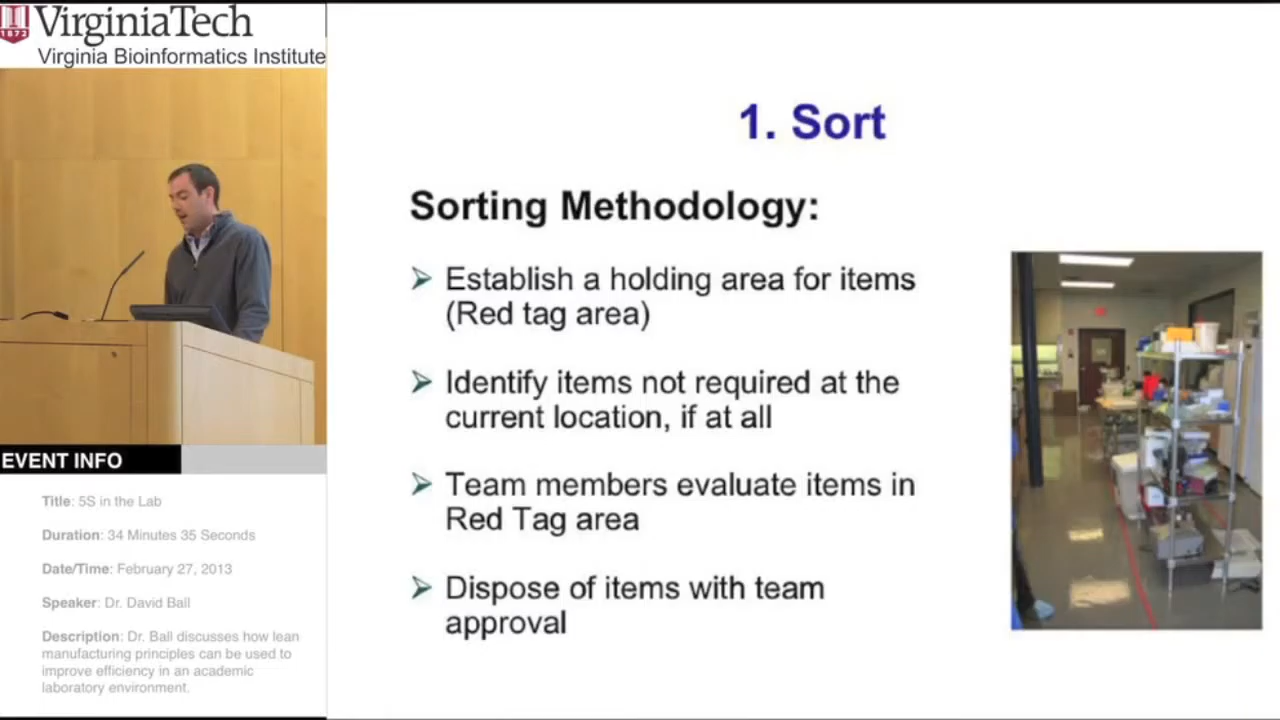 VirginiaTech
1872
Virginia Bioinformatics Institute
EVENT INFO
Title: 5S in the Lab
Duration: 34 Minutes 35 Seconds
Date/Time: February 27, 2013
Speaker: Dr. David Ball
Description: Dr. Ball discusses how lean
manufacturing principles can be used to
improve efficiency in an academic
laboratory environment.
1. Sort
Sorting Methodology:
➢ Establish a holding area for items
(Red tag area)
➢ Identify items not required at the
current location, if at all
➢ Team members evaluate items in
Red Tag area
➢ Dispose of items with team
approval